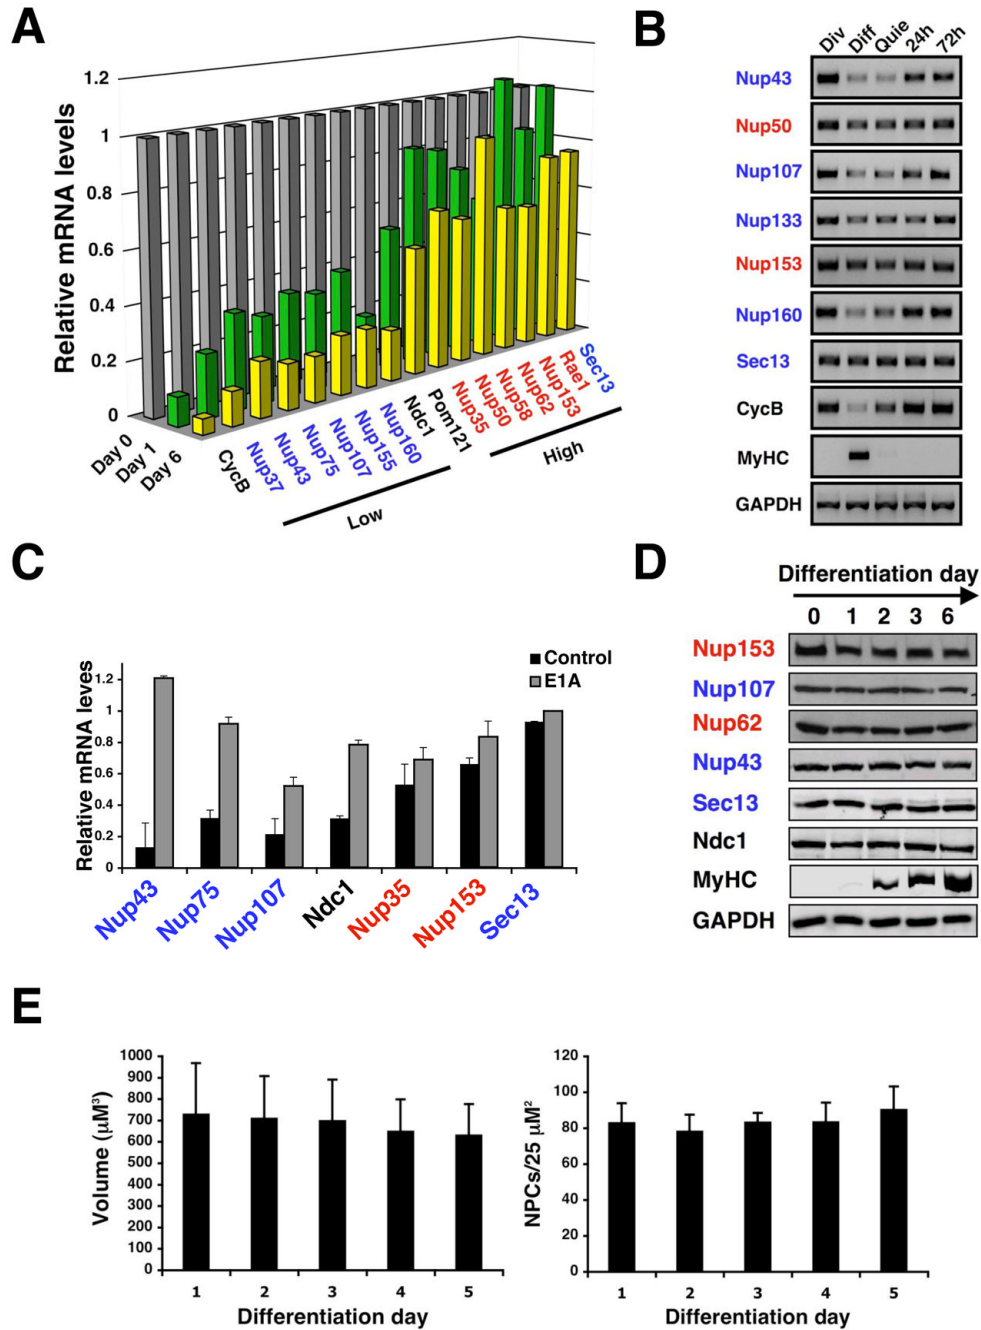 A
Relative mRNA levels
1.2
1
0.8
0.6
0.4
0.2
0
Day 0
Day 1
Day 6
CycB
Nup37
Nup43
Nup75
Nup107
Nup155
Nup160
Ndc1
Pom121
Nup35
Nup50
Nup58
Nup62
Nup153
Rae1
Sec13
Low
High
B
Div Diff Quie 24h 72h
Nup43
Nup50
Nup107
Nup133
Nup153
Nup160
Sec13
CycB
MyHC
GAPDH
C
Relative mRNA leves
Control
E1A
1.2
1
0.8
0.6
0.4
0.2
0
Nup43 Nup75 Nup107 Ndc1 Nup35 Nup153 Sec13
D
Differentiation day
0 1 2 3 6
Nup153
Nup107
Nup62
Nup43
Sec13
Ndc1
MyHC
GAPDH
E
Volume (µM³)
1000
900
800
700
600
500
400
300
200
100
0
1 2 3 4 5
Differentiation day
NPCs/25 µM²
120
100
80
60
40
20
0
1 2 3 4 5
Differentiation day